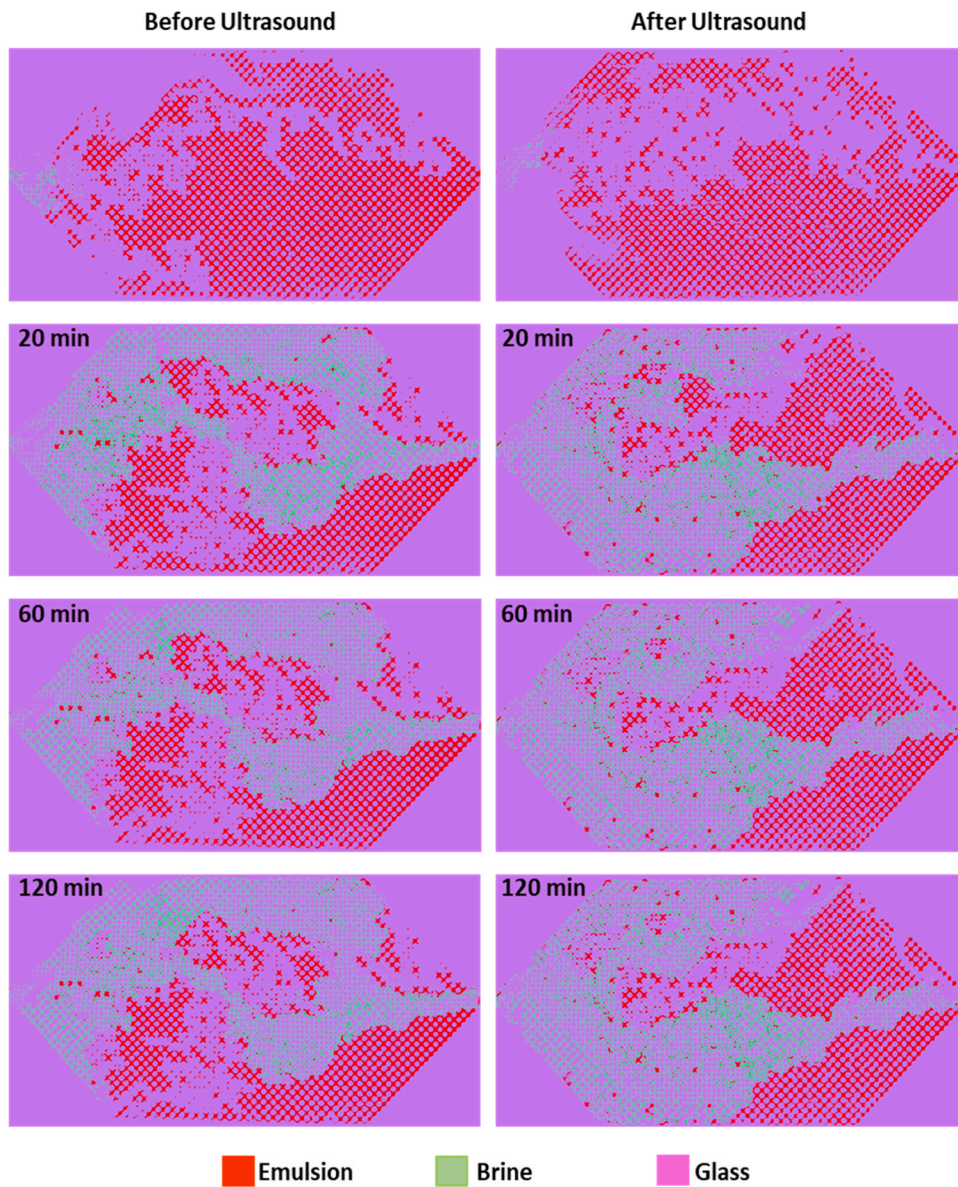 Before Ultrasound
After Ultrasound
20 min
20 min
60 min
60 min
120 min
120 min
Emulsion
Brine
Glass